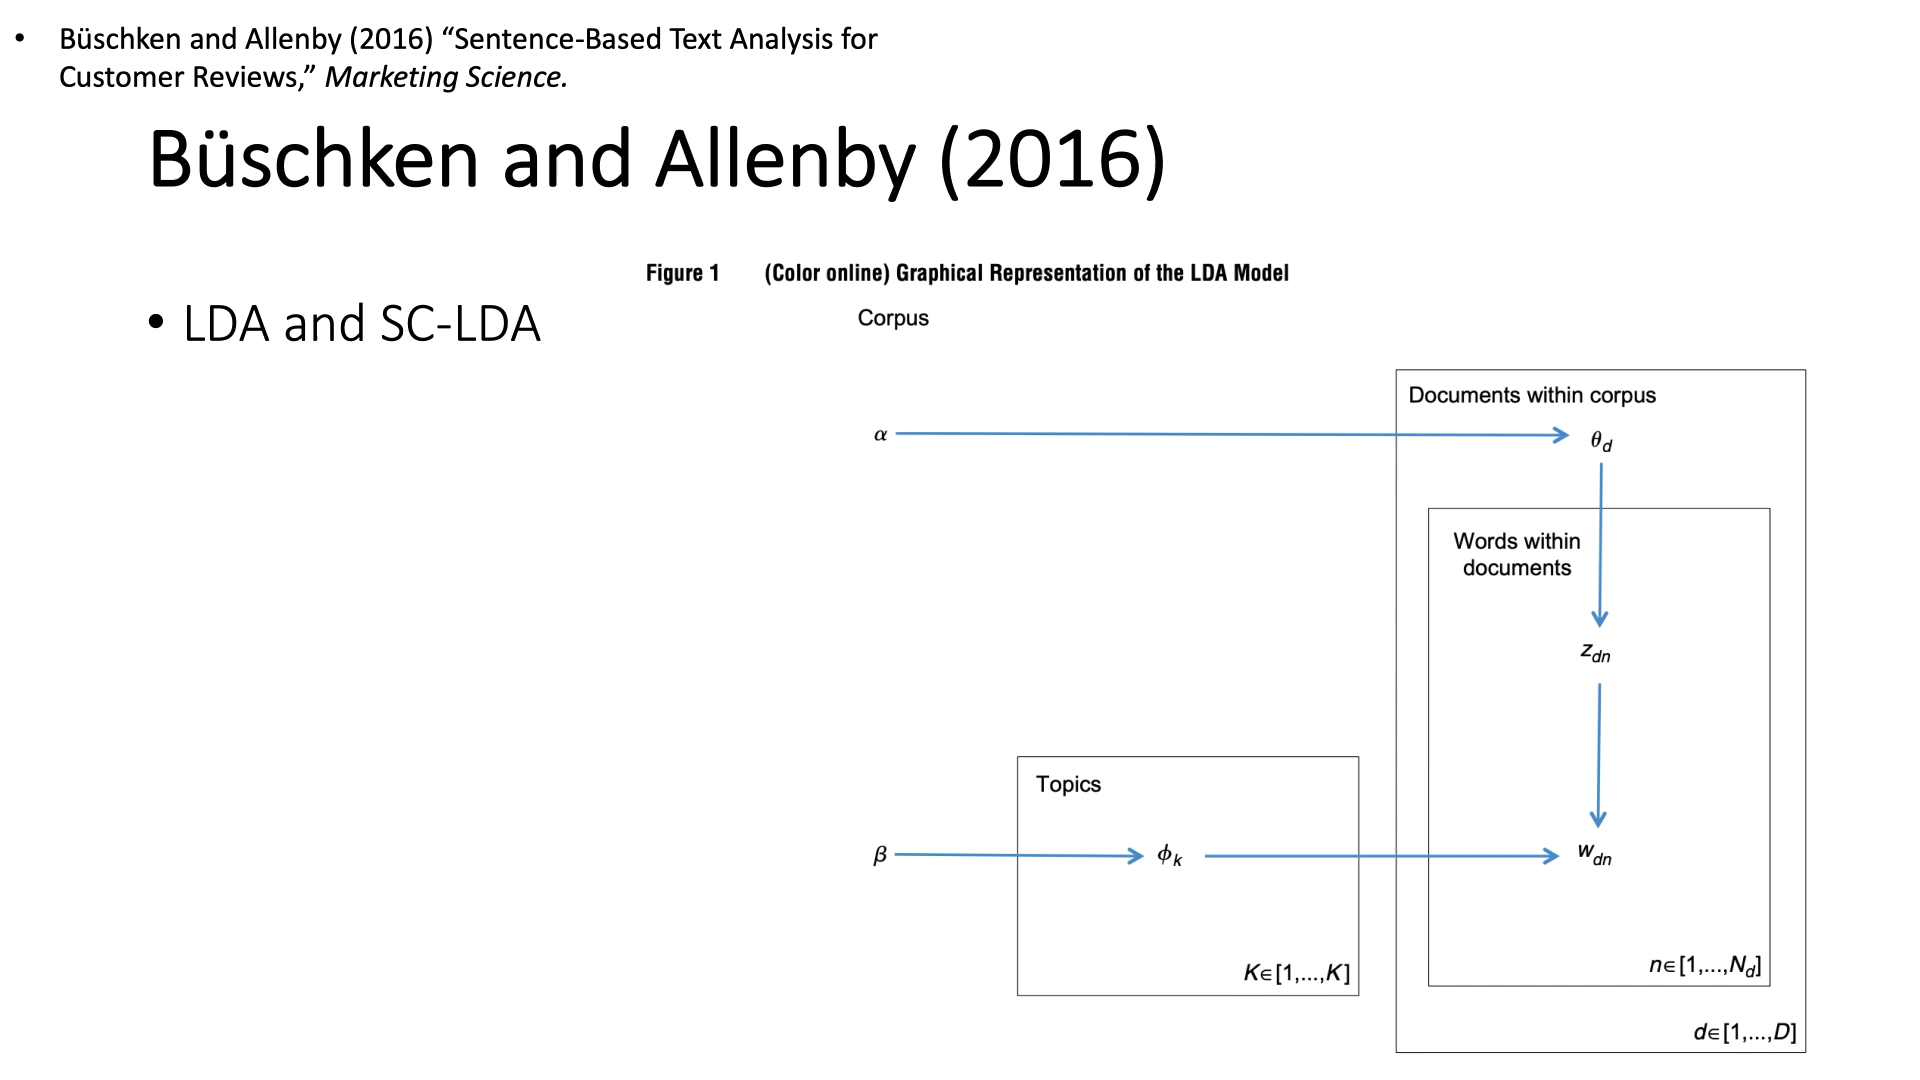 • Büschken and Allenby (2016) “Sentence-Based Text Analysis for
Customer Reviews,” Marketing Science.
Büschken and Allenby (2016)
Figure 1 (Color online) Graphical Representation of the LDA Model
• LDA and SC-LDA
Corpus
Documents within corpus
α
θd
Words within
documents
zdn
Topics
β
ϕk
wdn
K∈[1,...,K]
n∈[1,...,Nd]
d∈[1,...,D]